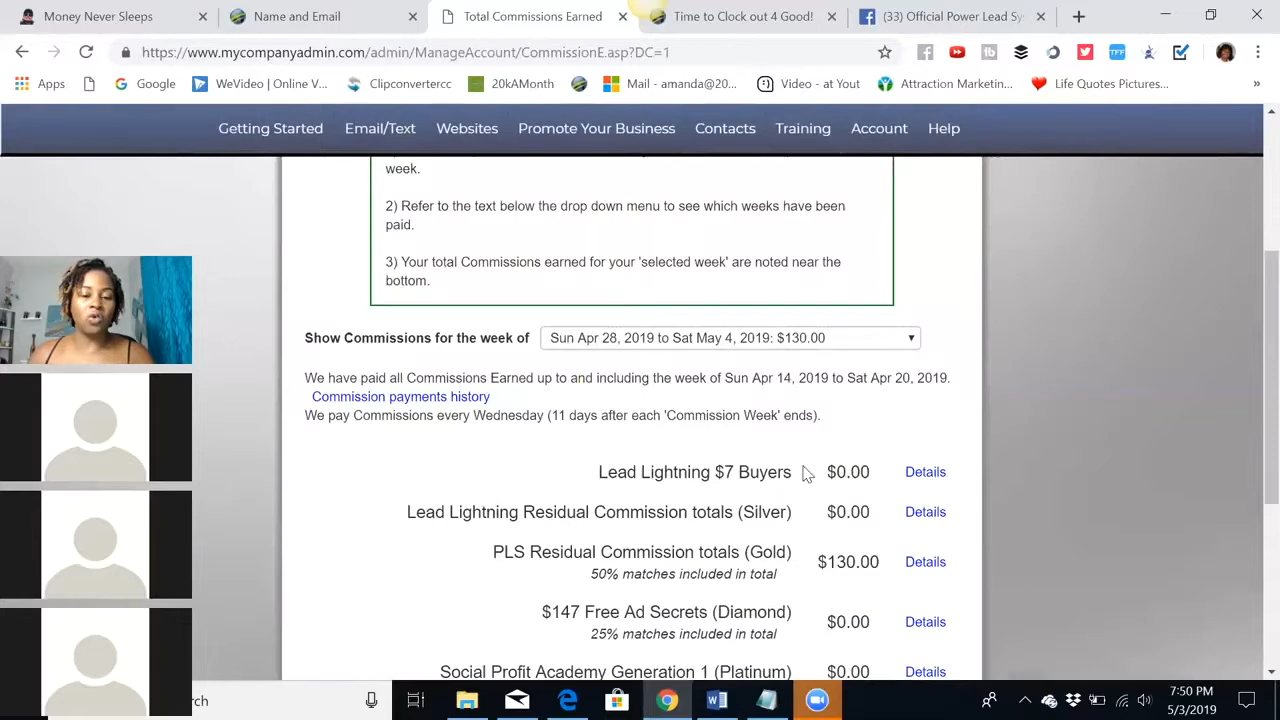 Money Never Sleeps
Name and Email
Total Commissions Earned
Time to Clock out 4 Good!
(33) Official Power Lead Sy
https://www.mycompanyadmin.com/admin/ManageAccount/CommissionE.asp?DC=1
Apps
Google
WeVideo | Online V...
Clipconvertercc
20kAMonth
Mail - amanda@20...
Video - at Yout
Attraction Marketin...
Life Quotes Pictures...
»
Getting Started
Email/Text
Websites
Promote Your Business
Contacts
Training
Account
Help
week.
2) Refer to the text below the drop down menu to see which weeks have been
paid.
3) Your total Commissions earned for your 'selected week' are noted near the
bottom.
Show Commissions for the week of
Sun Apr 28, 2019 to Sat May 4, 2019: $130.00
We have paid all Commissions Earned up to and including the week of Sun Apr 14, 2019 to Sat Apr 20, 2019.
Commission payments history
We pay Commissions every Wednesday (11 days after each 'Commission Week' ends).
Lead Lightning $7 Buyers $0.00 Details
Lead Lightning Residual Commission totals (Silver) $0.00 Details
PLS Residual Commission totals (Gold)
50% matches included in total
$130.00 Details
$147 Free Ad Secrets (Diamond)
25% matches included in total
$0.00 Details
Social Profit Academy Generation 1 (Platinum) $0.00 Details
rch
7:50 PM
5/3/2019